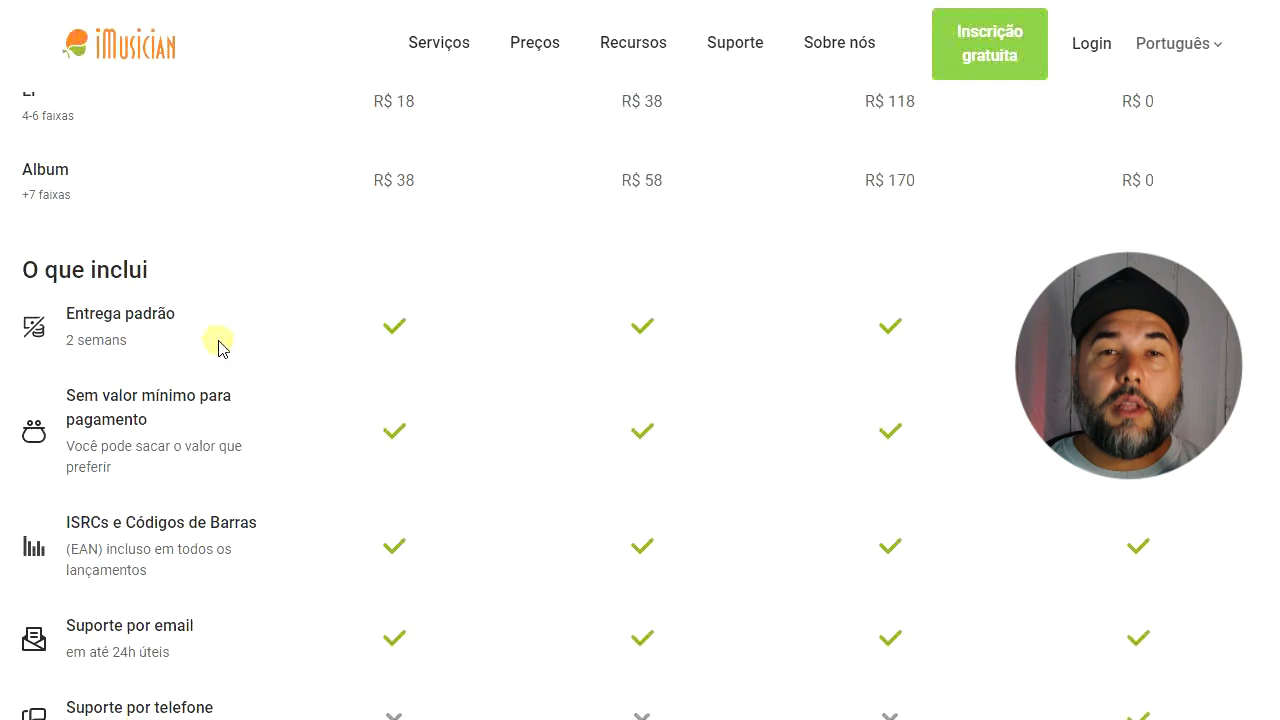 iMusician
Serviços
Preços
Recursos
Suporte
Sobre nós
Inscrição
gratuita
Login
Português
R$ 18
R$ 38
R$ 118
R$ 0
4-6 faixas
Album
+7 faixas
R$ 38
R$ 58
R$ 170
R$ 0
O que inclui
Entrega padrão
2 semans
Sem valor mínimo para
pagamento
Você pode sacar o valor que
preferir
ISRCs e Códigos de Barras
(EAN) incluso em todos os
lançamentos
Suporte por email
em até 24h úteis
Suporte por telefone